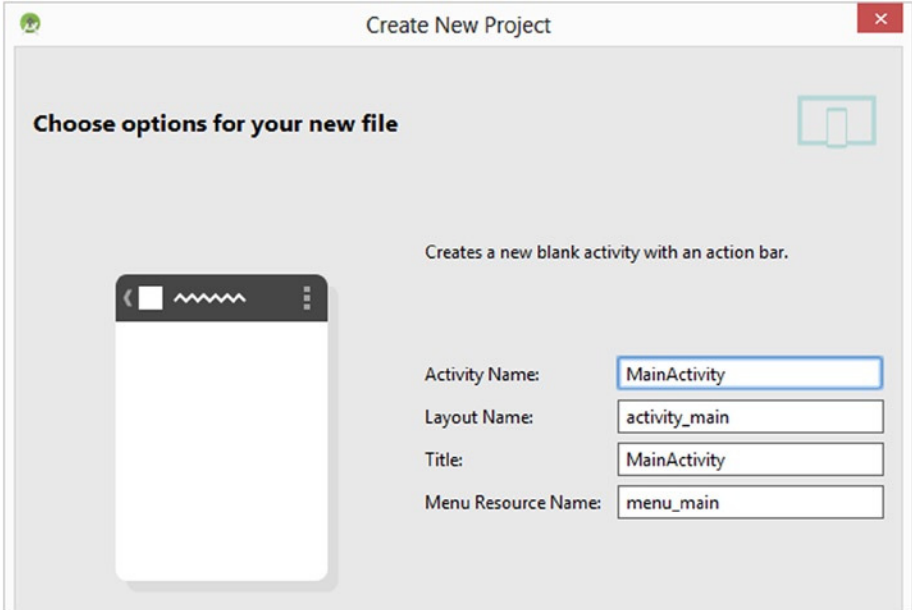 Create New Project
Choose options for your new file
Creates a new blank activity with an action bar.
Activity Name: MainActivity
Layout Name: activity_main
Title: MainActivity
Menu Resource Name: menu_main